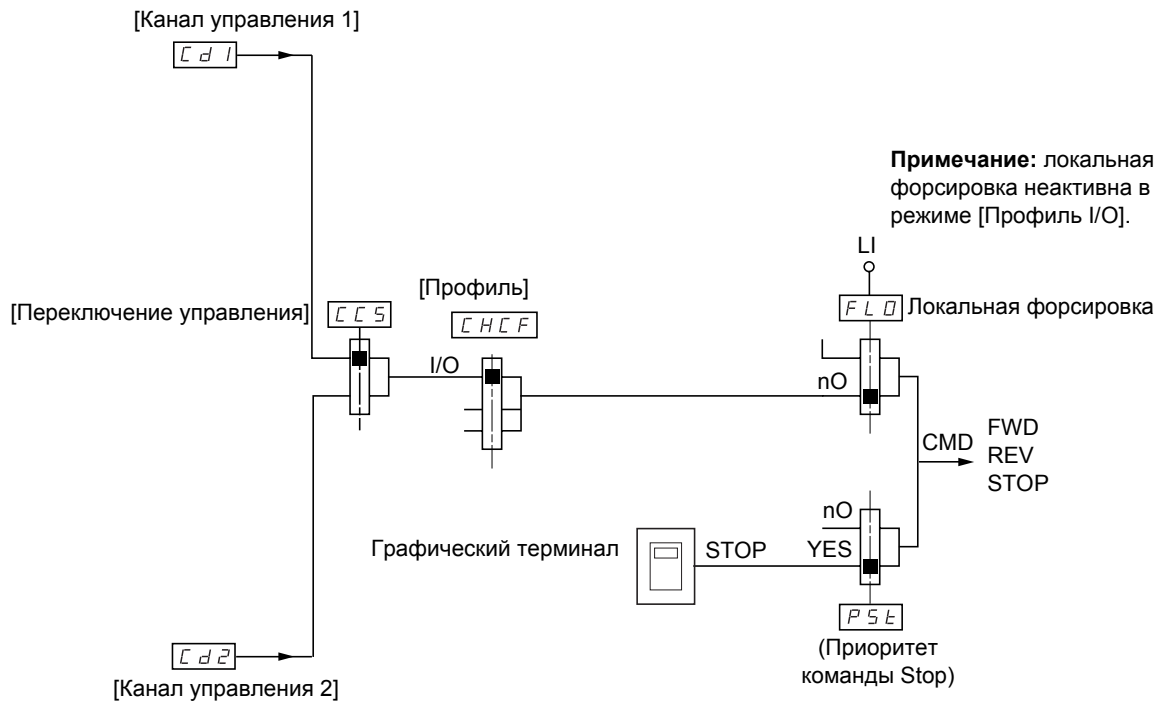 [Канал управления 1]
Cd1
Примечание: локальная
форсировка неактивна в
режиме [Профиль I/O].
LI
[Профиль]
[Переключение управления]
CCS
CHCF
FLO
Локальная форсировка
I/O
nO
CMD
FWD
REV
STOP
nO
Графический терминал
STOP
YES
PSt
(Приоритет
команды Stop)
Cd2
[Канал управления 2]